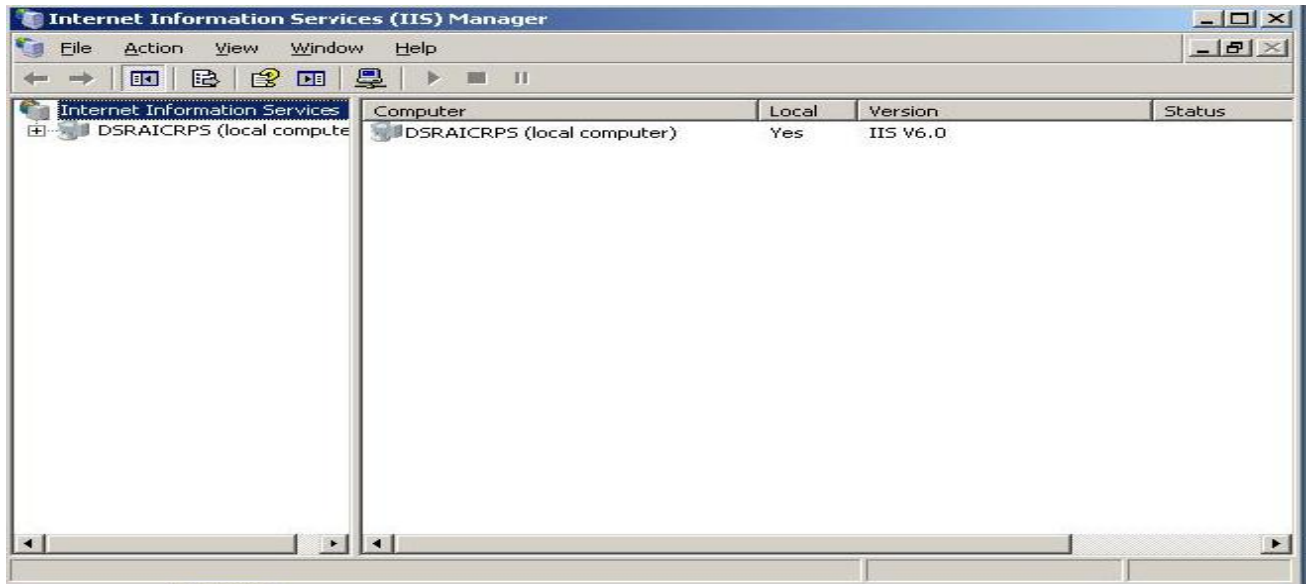 Internet Information Services (IIS) Manager
File Action View Window Help
Internet Information Services
DSRAICRPS (local compute
Computer Local Version Status
DSRAICRPS (local computer) Yes IIS V6.0